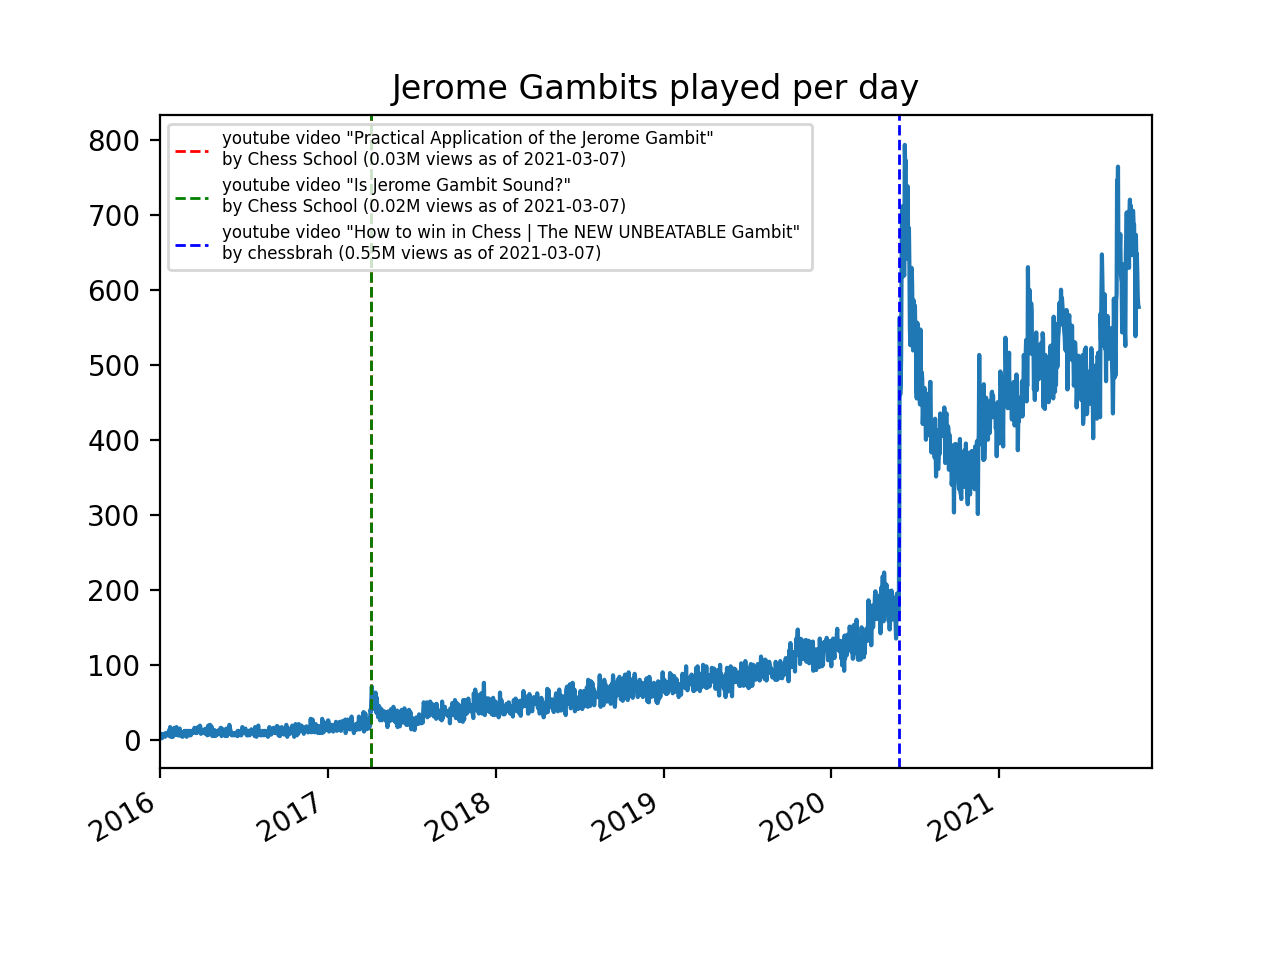 Jerome Gambits played per day
youtube video "Practical Application of the Jerome Gambit"
by Chess School (0.03M views as of 2021-03-07)
youtube video "Is Jerome Gambit Sound?"
by Chess School (0.02M views as of 2021-03-07)
youtube video "How to win in Chess | The NEW UNBEATABLE Gambit"
by chessbrah (0.55M views as of 2021-03-07)
800
700
600
500
400
300
200
100
0
2016
2017
2018
2019
2020
2021